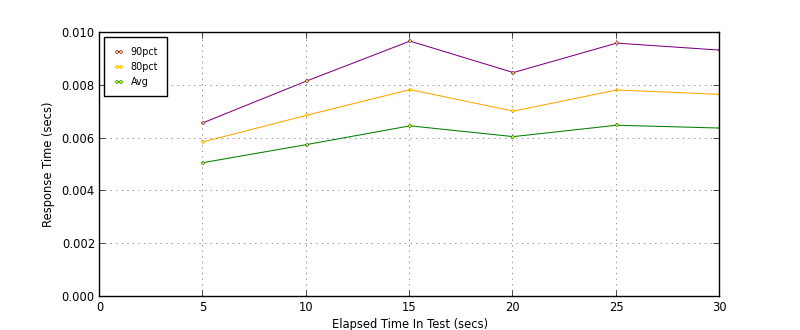 0.010
0.008
0.006
0.004
0.002
0.000
Response Time (secs)
90pct
80pct
Avg
0 5 10 15 20 25 30
Elapsed Time In Test (secs)